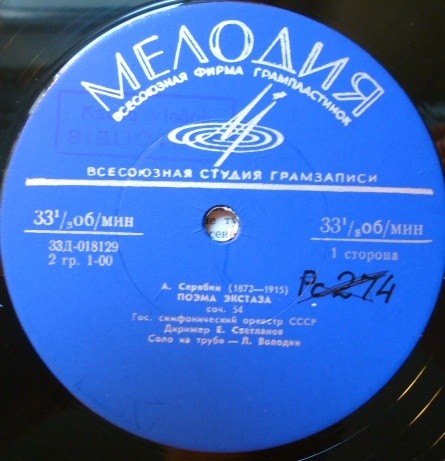 МЕЛОДИЯ
ВСЕСОЮЗНАЯ ФИРМА ГРАМПЛАСТИНОК
ВСЕСОЮЗНАЯ СТУДИЯ ГРАМЗАПИСИ
33⅓об/мин
33Д-018129
2 гр. 1-00
33⅓об/мин
1 сторона
А. Скрябин (1872—1915)
ПОЭМА ЭКСТАЗА
соч. 54
Гос. симфонический оркестр СССР
Дирижер Е. Светланов
Соло на трубе — Л. Володин